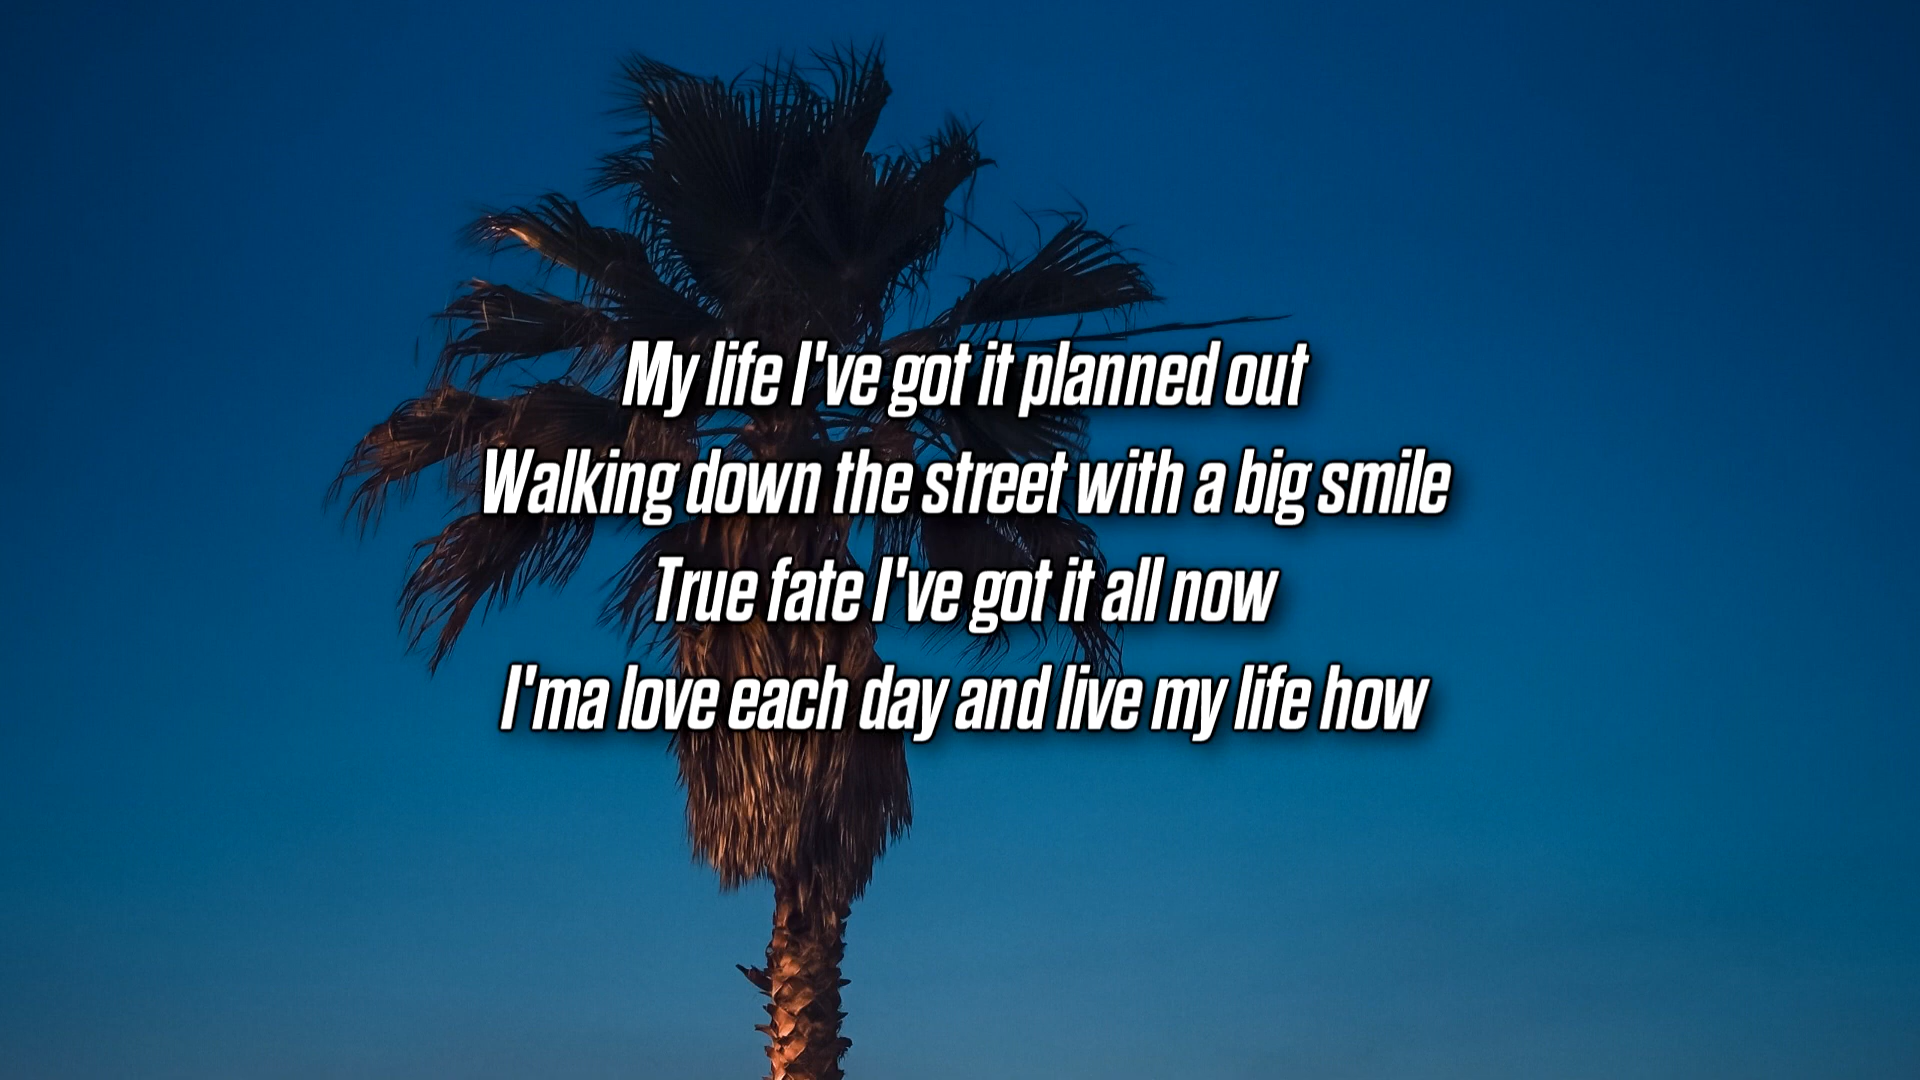 My life I've got it planned out
Walking down the street with a big smile
True fate I've got it all now
I'ma love each day and live my life how